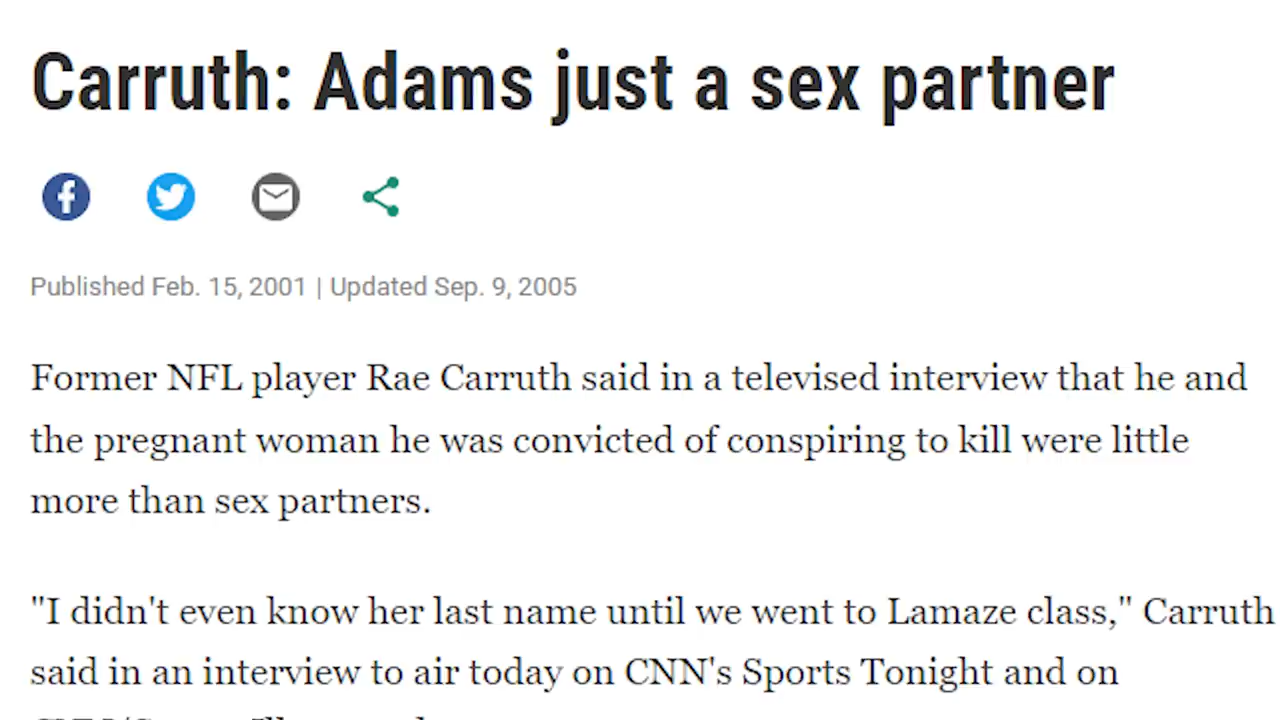 Carruth: Adams just a sex partner
Published Feb. 15, 2001 | Updated Sep. 9, 2005
Former NFL player Rae Carruth said in a televised interview that he and
the pregnant woman he was convicted of conspiring to kill were little
more than sex partners.
"I didn't even know her last name until we went to Lamaze class," Carruth
said in an interview to air today on CNN's Sports Tonight and on